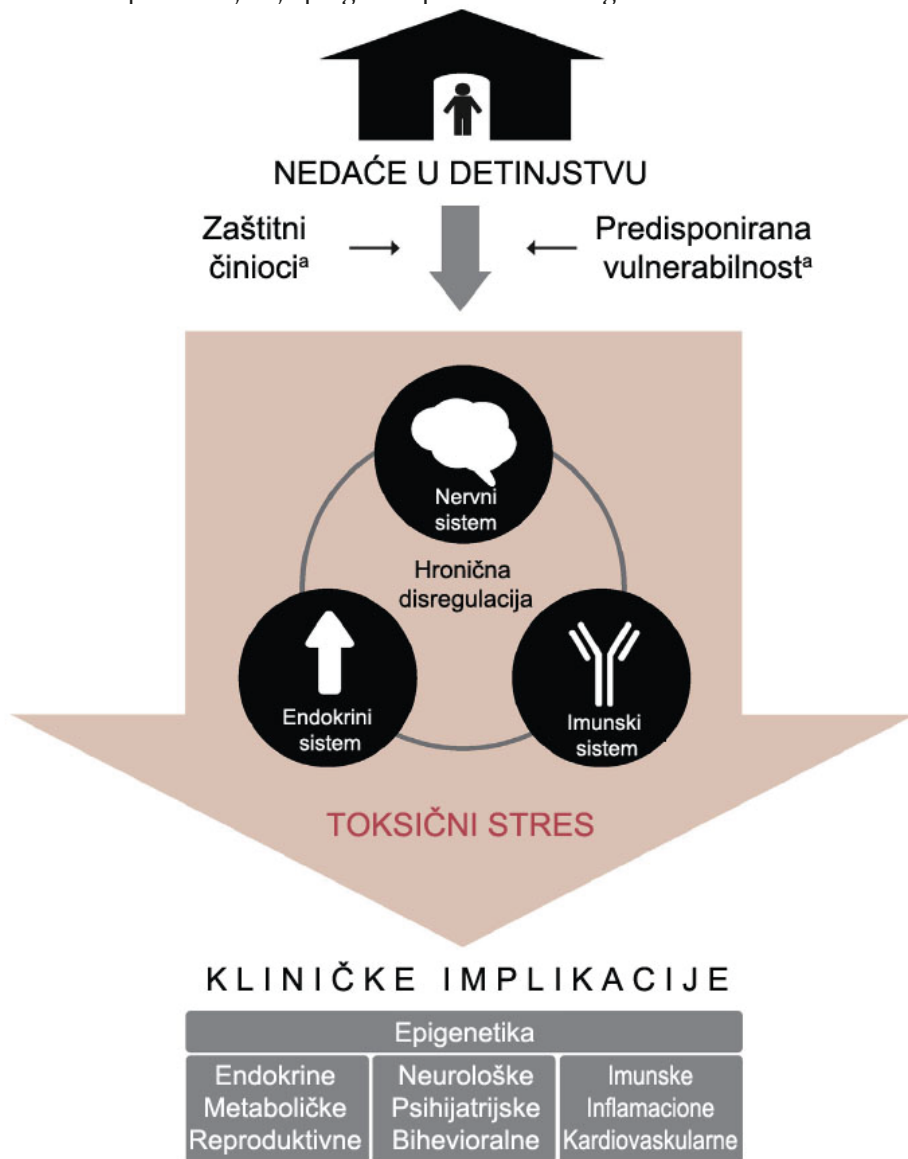 NEDAĆE U DETINJSTVU
Zaštitni
činiociᵃ
Predisponirana
vulnerabilnostᵃ
Nervni
sistem
Hronična
disregulacija
Endokrini
sistem
Imunski
sistem
TOKSIČNI STRES
KLINIČKE IMPLIKACIJE
Epigenetika
Endokrine
Metaboličke
Reproduktivne
Neurološke
Psihijatrijske
Bihevioralne
Imunske
Inflamacione
Kardiovaskularne